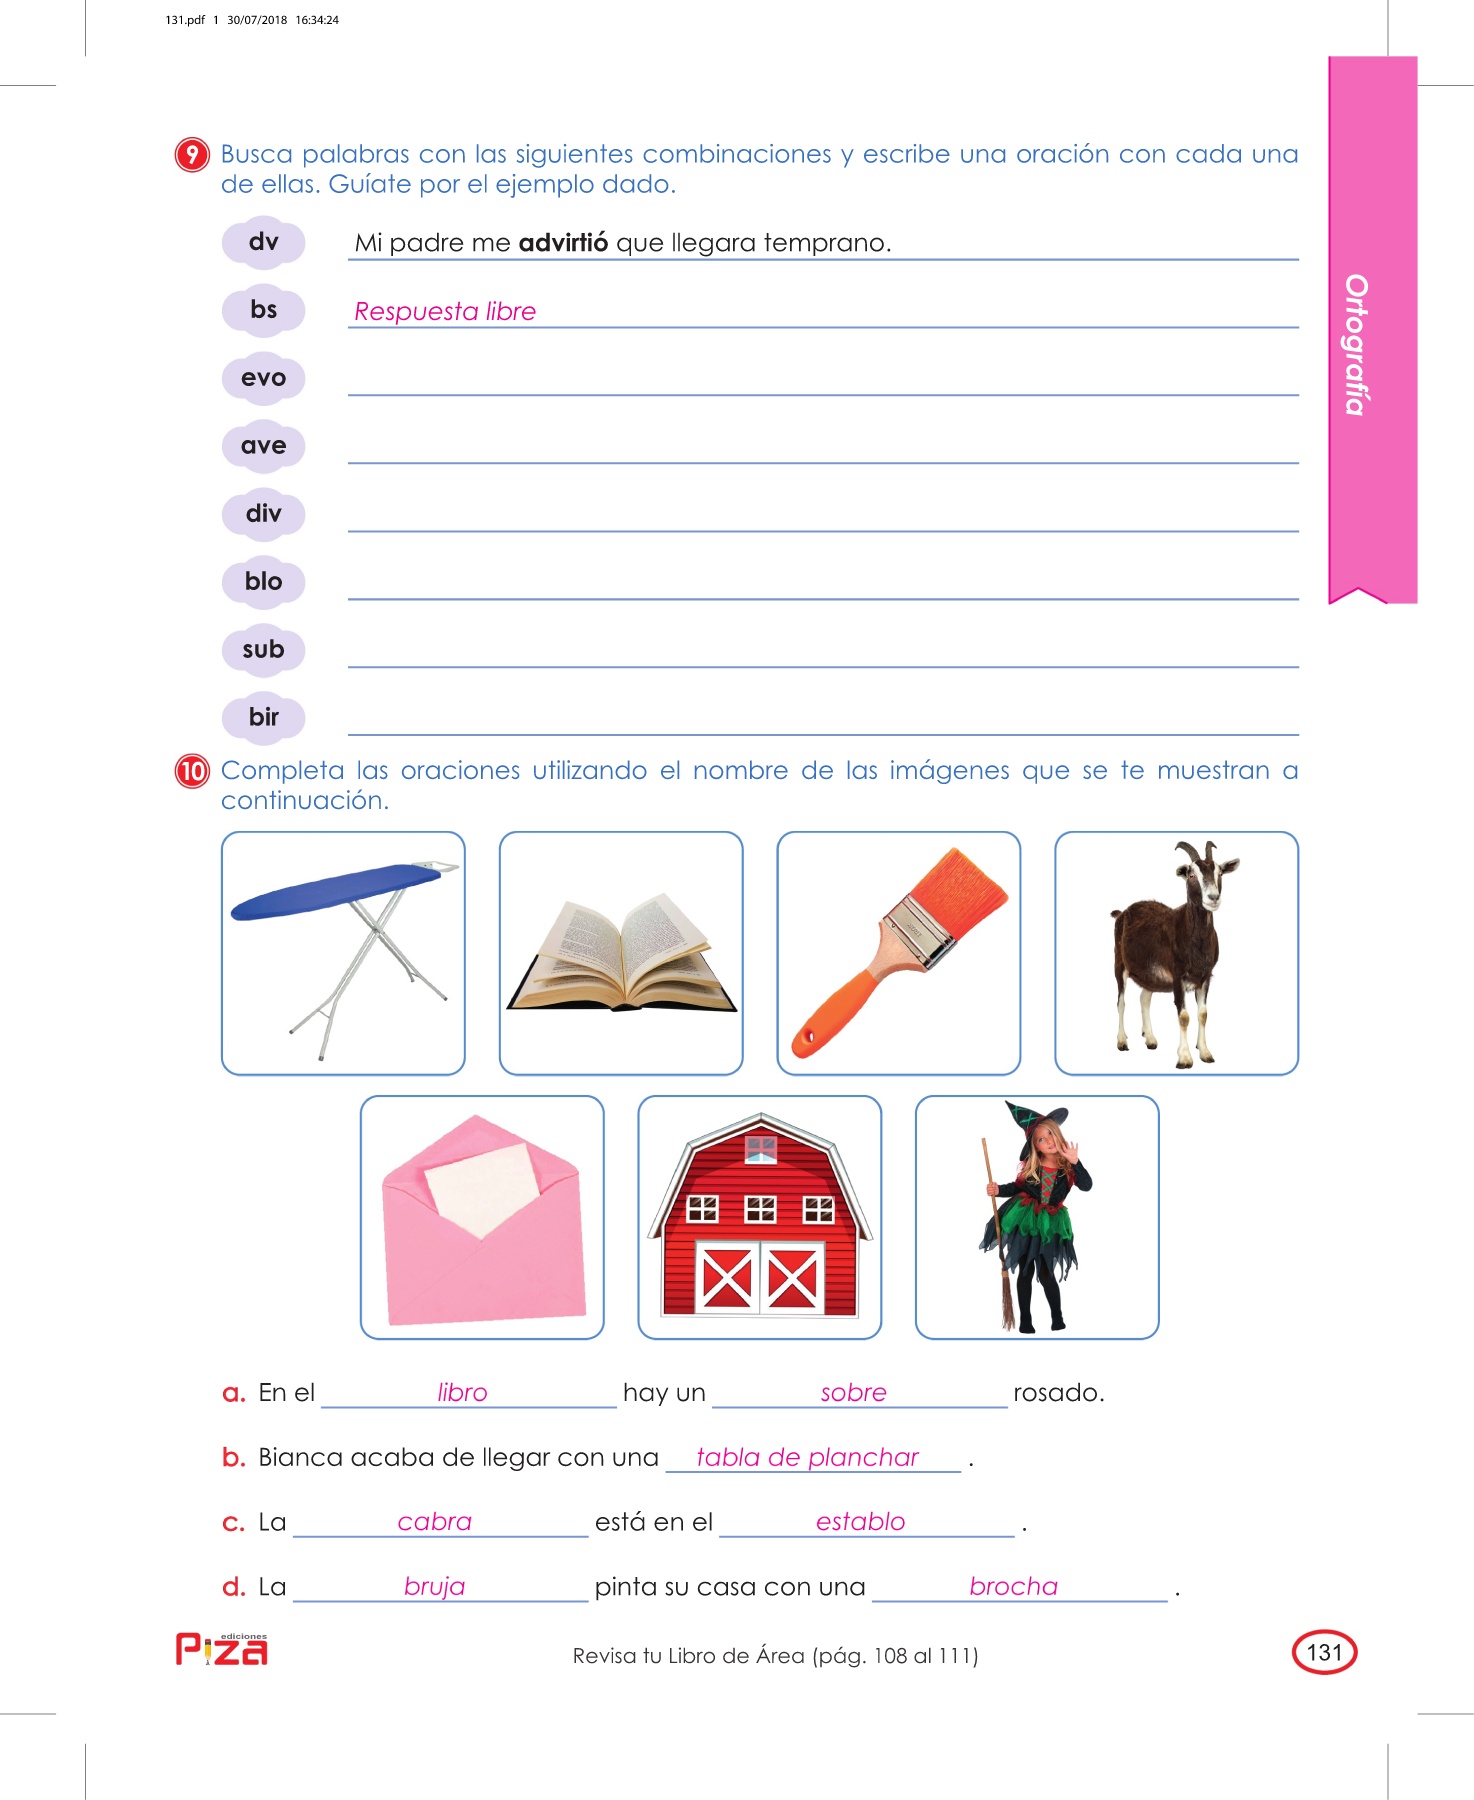 131.pdf 1 30/07/2018 16:34:24
9 Busca palabras con las siguientes combinaciones y escribe una oración con cada una
de ellas. Guíate por el ejemplo dado.
dv Mi padre me advirtió que llegara temprano.
bs Respuesta libre
evo
ave
div
blo
sub
bir
Ortografía
10 Completa las oraciones utilizando el nombre de las imágenes que se te muestran a
continuación.
a. En el libro hay un sobre rosado.
b. Bianca acaba de llegar con una tabla de planchar .
c. La cabra está en el establo .
d. La bruja pinta su casa con una brocha .
ediciones
Piza
Revisa tu Libro de Área (pág. 108 al 111)
131